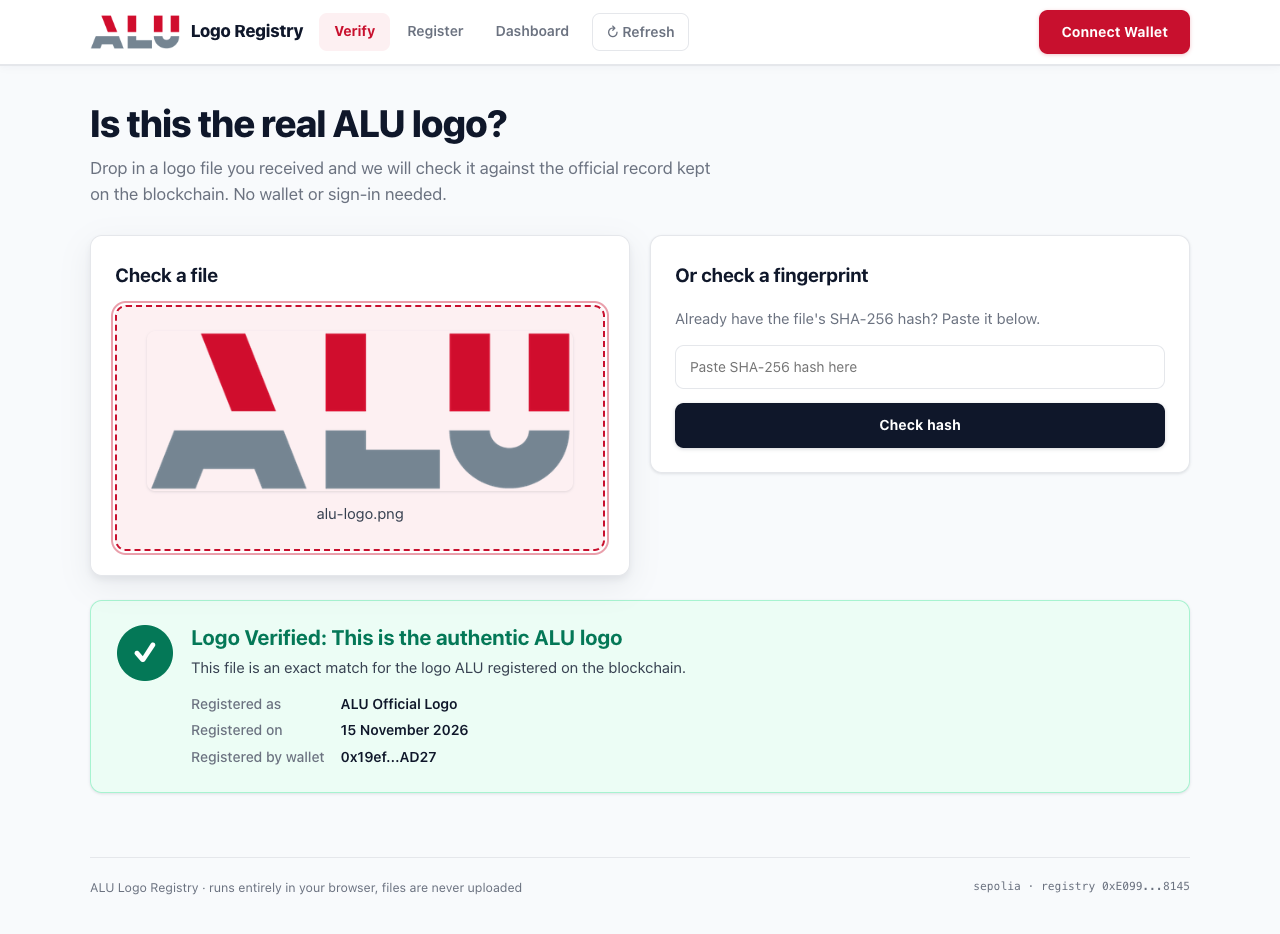 ALU Logo Registry Verify Register Dashboard ↻ Refresh Connect Wallet
Is this the real ALU logo?
Drop in a logo file you received and we will check it against the official record kept
on the blockchain. No wallet or sign-in needed.
Check a file
ALU
alu-logo.png
Or check a fingerprint
Already have the file's SHA-256 hash? Paste it below.
Paste SHA-256 hash here
Check hash
Logo Verified: This is the authentic ALU logo
This file is an exact match for the logo ALU registered on the blockchain.
Registered as ALU Official Logo
Registered on 15 November 2026
Registered by wallet 0x19ef...AD27
ALU Logo Registry · runs entirely in your browser, files are never uploaded
sepolia · registry 0xE099...8145